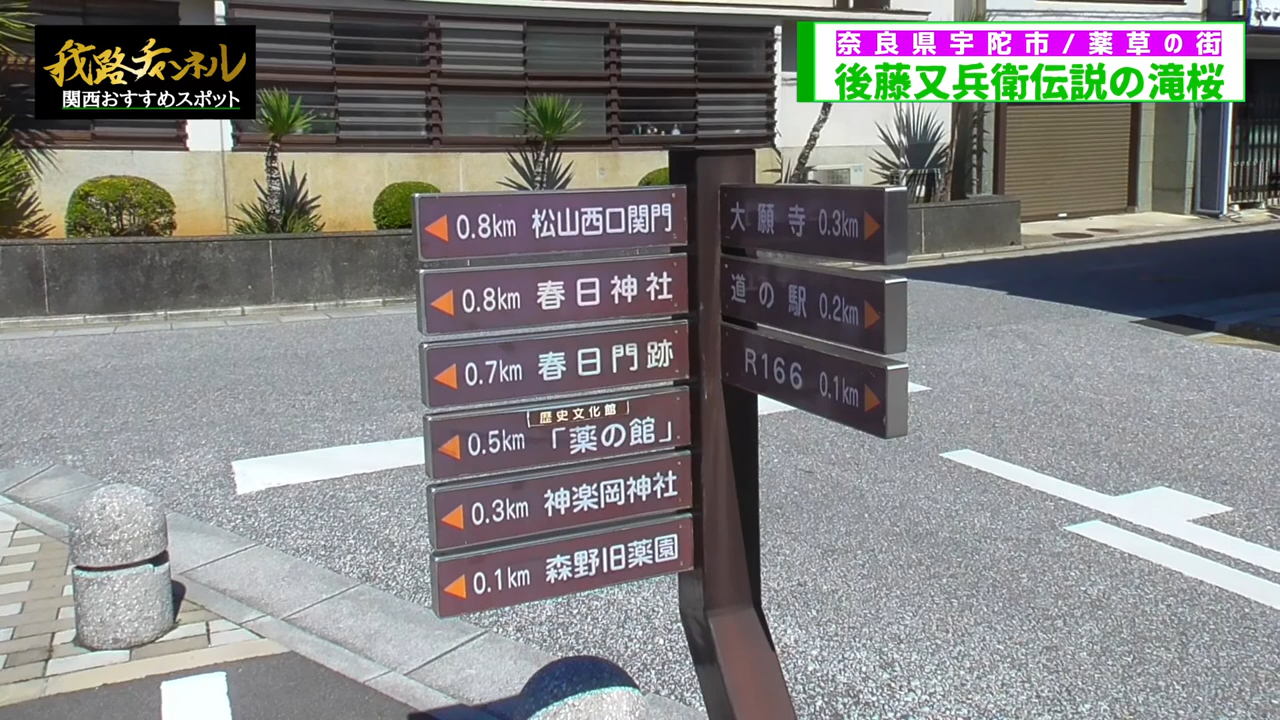 我路チャンネル
関西おすすめスポット
奈良県宇陀市/薬草の街
後藤又兵衛伝説の滝桜
0.8km 松山西口関門
0.8km 春日神社
0.7km 春日門跡
歴史文化館
0.5km 「薬の館」
0.3km 神楽岡神社
0.1km 森野旧薬園
大願寺 0.3km
道の駅 0.2km
R166 0.1km